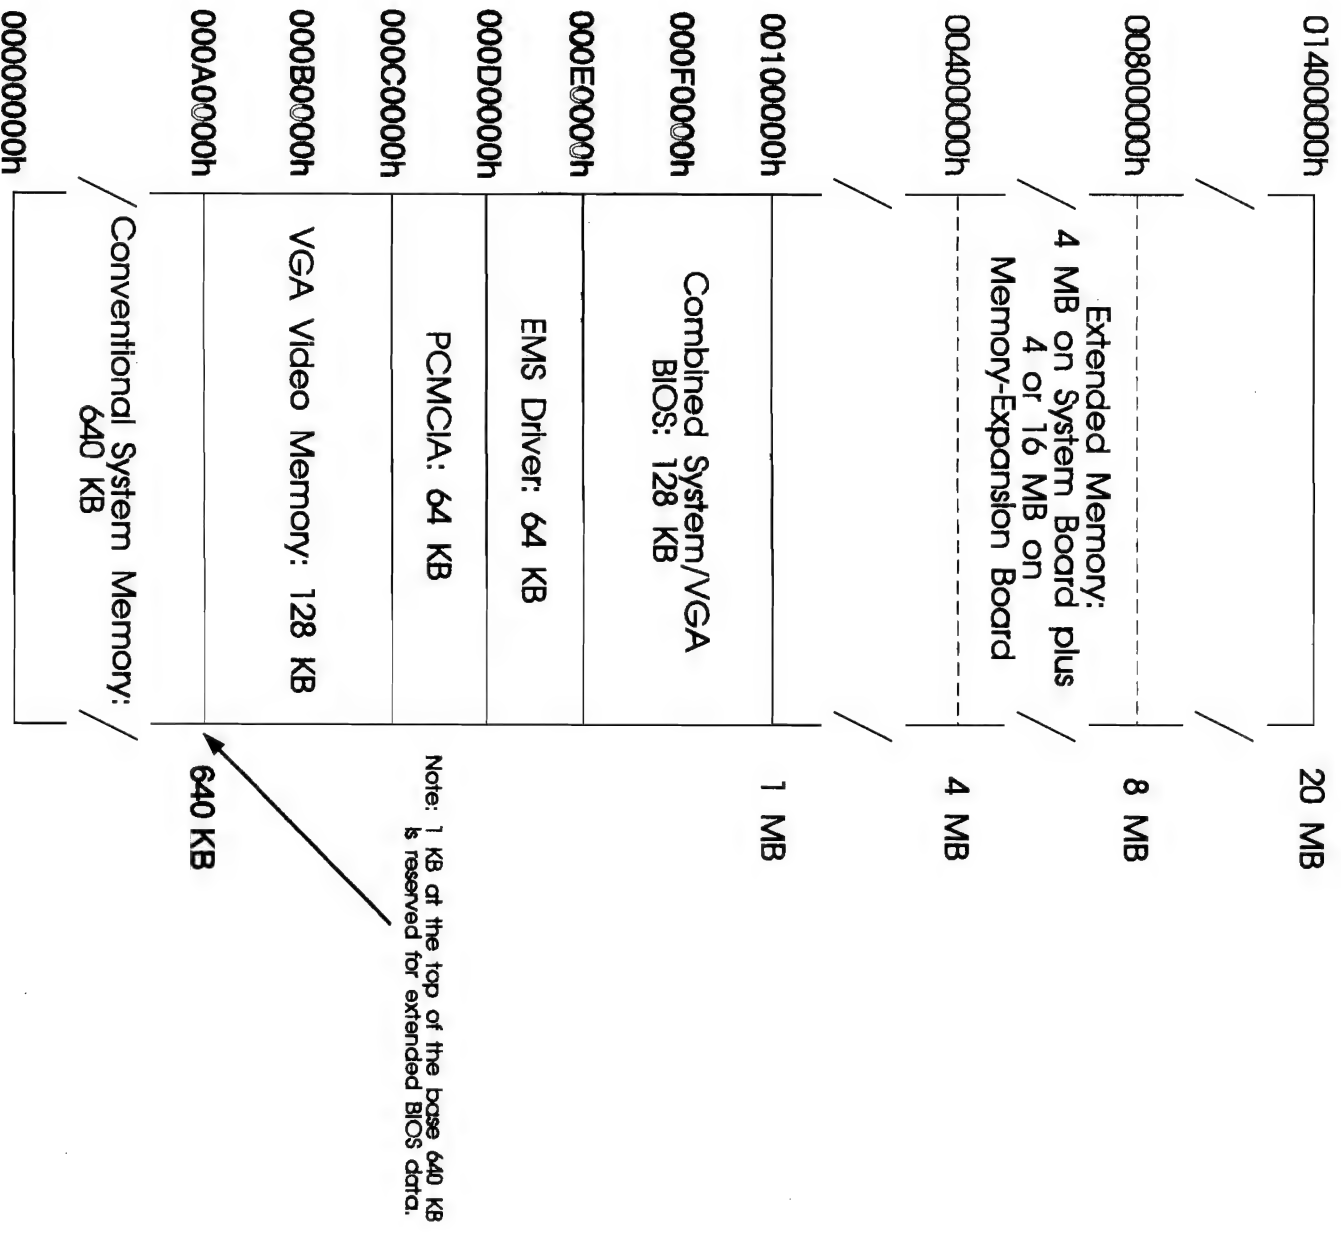 01400000h
20 MB
00800000h
8 MB
Extended Memory:
4 MB on System Board plus
4 or 16 MB on
Memory-Expansion Board
00400000h
4 MB
00100000h
1 MB
000F0000h
Combined System/VGA
BIOS: 128 KB
000E0000h
EMS Driver: 64 KB
000D0000h
PCMCIA: 64 KB
000C0000h
Note: 1 KB at the top of the base 640 KB
is reserved for extended BIOS data.
000B0000h
VGA Video Memory: 128 KB
000A0000h
640 KB
Conventional System Memory:
640 KB
00000000h